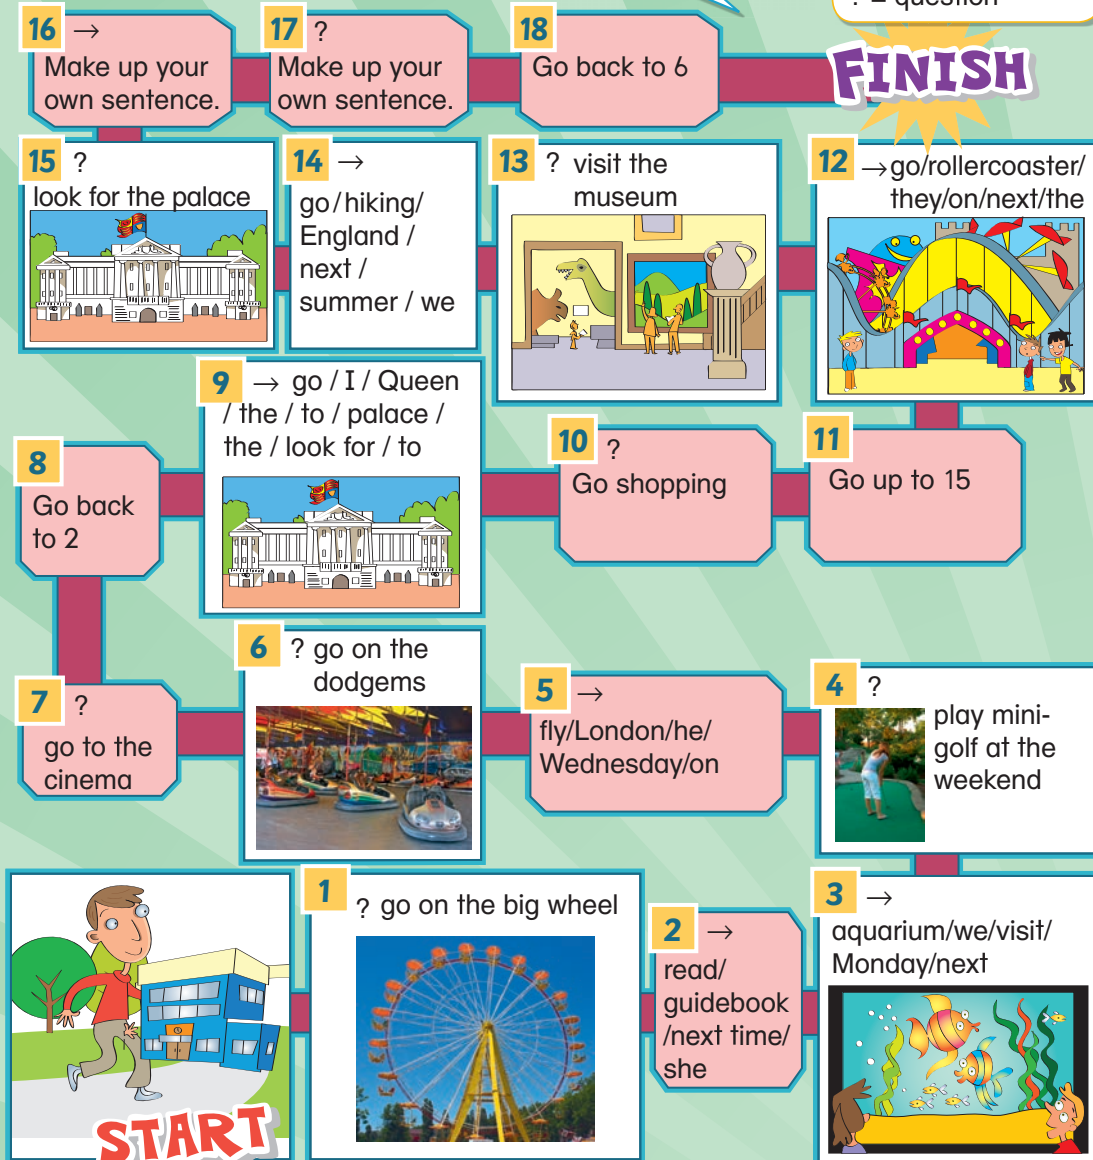 ? = question
16 →
Make up your
own sentence.
17 ?
Make up your
own sentence.
18
Go back to 6
FINISH
15 ?
look for the palace
14 →
go / hiking/
England /
next /
summer / we
13 ? visit the
museum
12 → go/rollercoaster/
they/on/next/the
9 → go / I / Queen
/ the / to / palace /
the / look for / to
8
Go back
to 2
10 ?
Go shopping
11
Go up to 15
7 ?
go to the
cinema
6 ? go on the
dodgems
5 →
fly/London/he/
Wednesday/on
4 ?
play mini-
golf at the
weekend
START
1 ? go on the big wheel
2 →
read/
guidebook
/next time/
she
3 →
aquarium/we/visit/
Monday/next